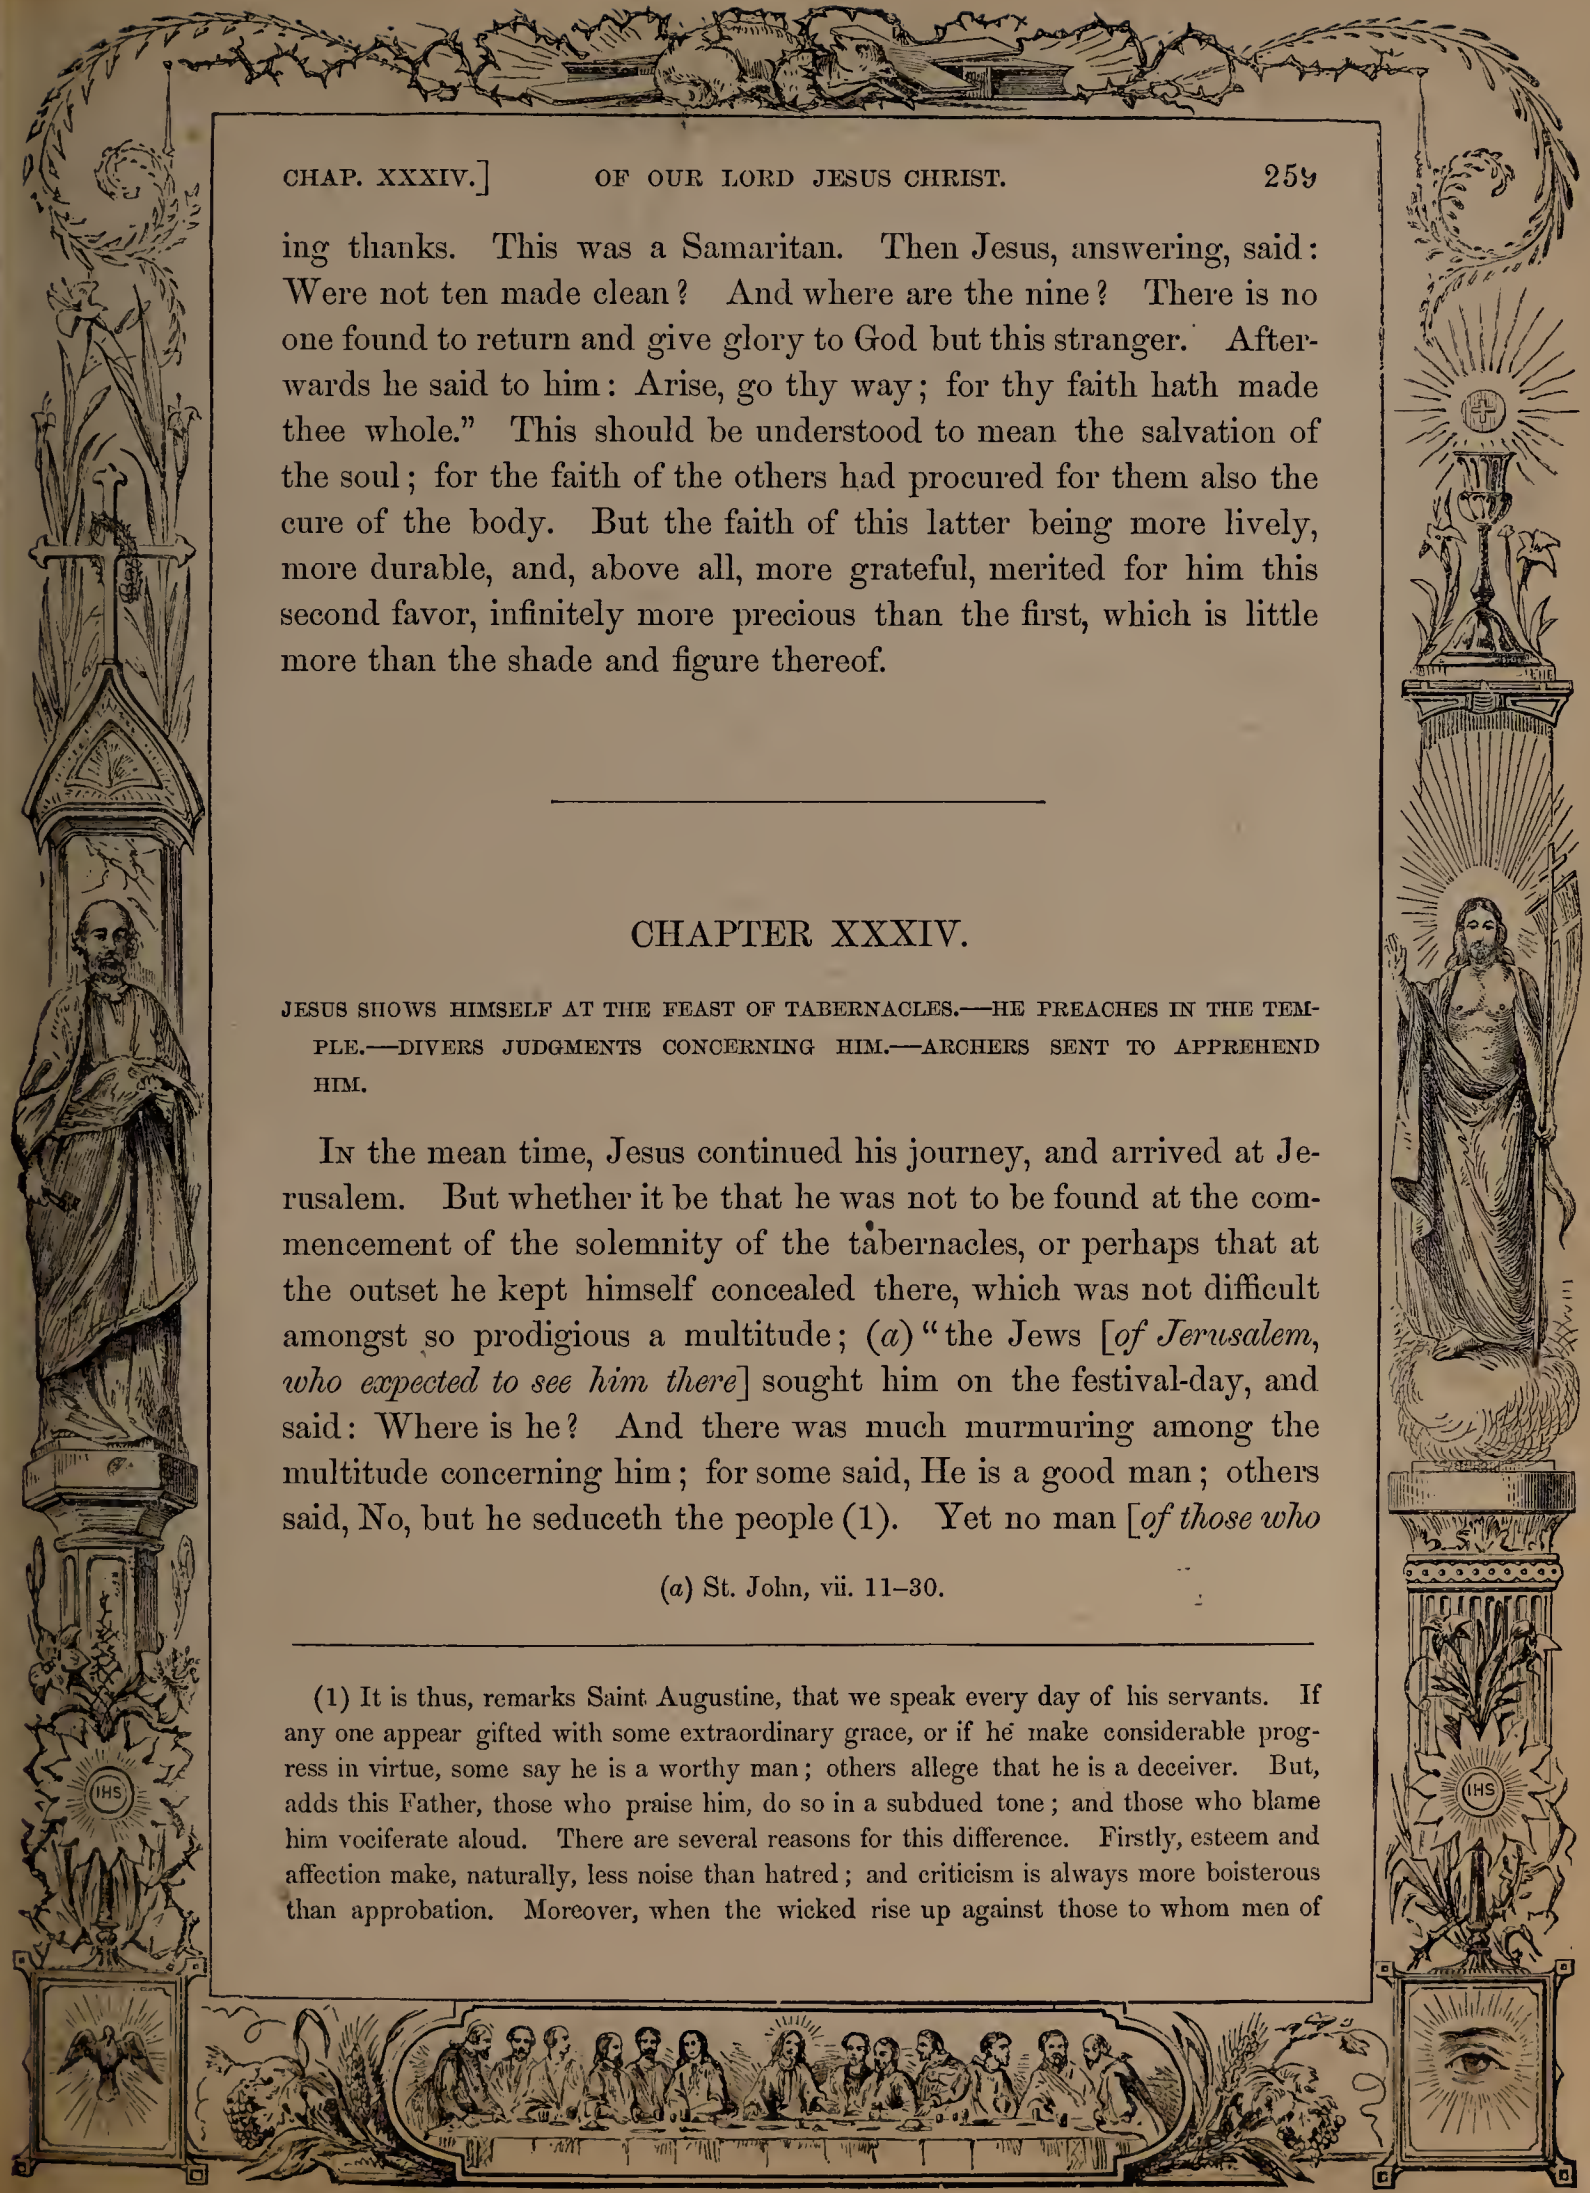 CHAP. XXXIV.] OF OUR LORD JESUS CHRIST. 259
ing thanks. This was a Samaritan. Then Jesus, answering, said:
Were not ten made clean? And where are the nine? There is no
one found to return and give glory to God but this stranger. After-
wards he said to him: Arise, go thy way; for thy faith hath made
thee whole.” This should be understood to mean the salvation of
the soul; for the faith of the others had procured for them also the
cure of the body. But the faith of this latter being more lively,
more durable, and, above all, more grateful, merited for him this
second favor, infinitely more precious than the first, which is little
more than the shade and figure thereof.
CHAPTER XXXIV.
JESUS SHOWS HIMSELF AT THE FEAST OF TABERNACLES.—HE PREACHES IN THE TEM-
PLE.—DIVERS JUDGMENTS CONCERNING HIM.—ARCHERS SENT TO APPREHEND
HIM.
IN the mean time, Jesus continued his journey, and arrived at Je-
rusalem. But whether it be that he was not to be found at the com-
mencement of the solemnity of the tabernacles, or perhaps that at
the outset he kept himself concealed there, which was not difficult
amongst so prodigious a multitude; (a) “the Jews [of Jerusalem,
who expected to see him there] sought him on the festival-day, and
said: Where is he? And there was much murmuring among the
multitude concerning him; for some said, He is a good man; others
said, No, but he seduceth the people (1). Yet no man [of those who
(a) St. John, vii. 11–30.
(1) It is thus, remarks Saint Augustine, that we speak every day of his servants. If
any one appear gifted with some extraordinary grace, or if he make considerable prog-
ress in virtue, some say he is a worthy man; others allege that he is a deceiver. But,
adds this Father, those who praise him, do so in a subdued tone; and those who blame
him vociferate aloud. There are several reasons for this difference. Firstly, esteem and
affection make, naturally, less noise than hatred; and criticism is always more boisterous
than approbation. Moreover, when the wicked rise up against those to whom men of
IHS
IHS